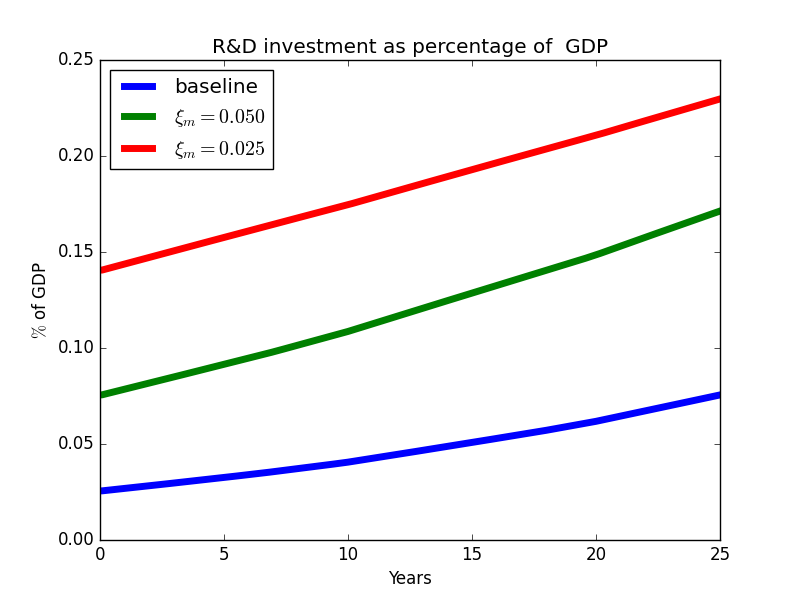 R&D investment as percentage of GDP
0.25
0.20
0.15
0.10
0.05
0.00
% of GDP
baseline
ξₘ = 0.050
ξₘ = 0.025
0 5 10 15 20 25
Years